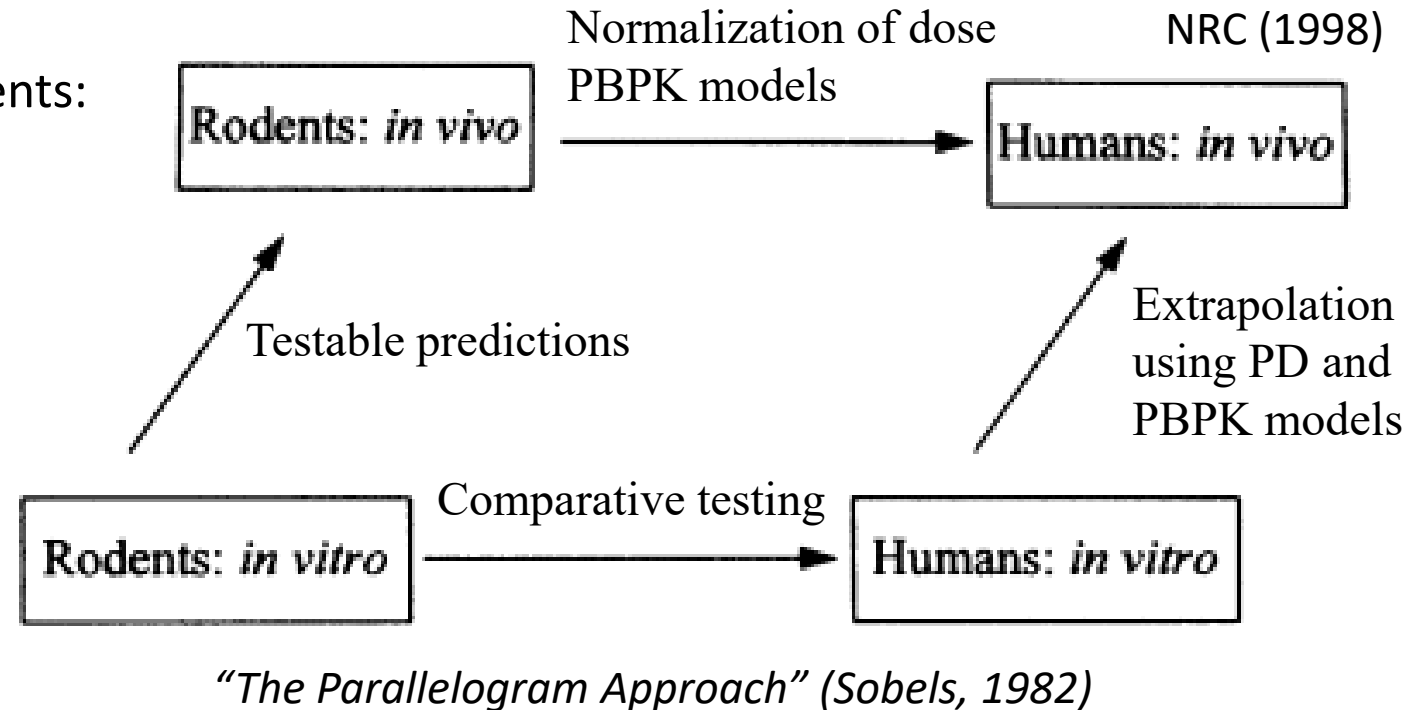 Normalization of dose
PBPK models
NRC (1998)
ents:
Rodents: in vivo
Humans: in vivo
Testable predictions
Extrapolation
using PD and
PBPK models
Comparative testing
Rodents: in vitro
Humans: in vitro
“The Parallelogram Approach” (Sobels, 1982)